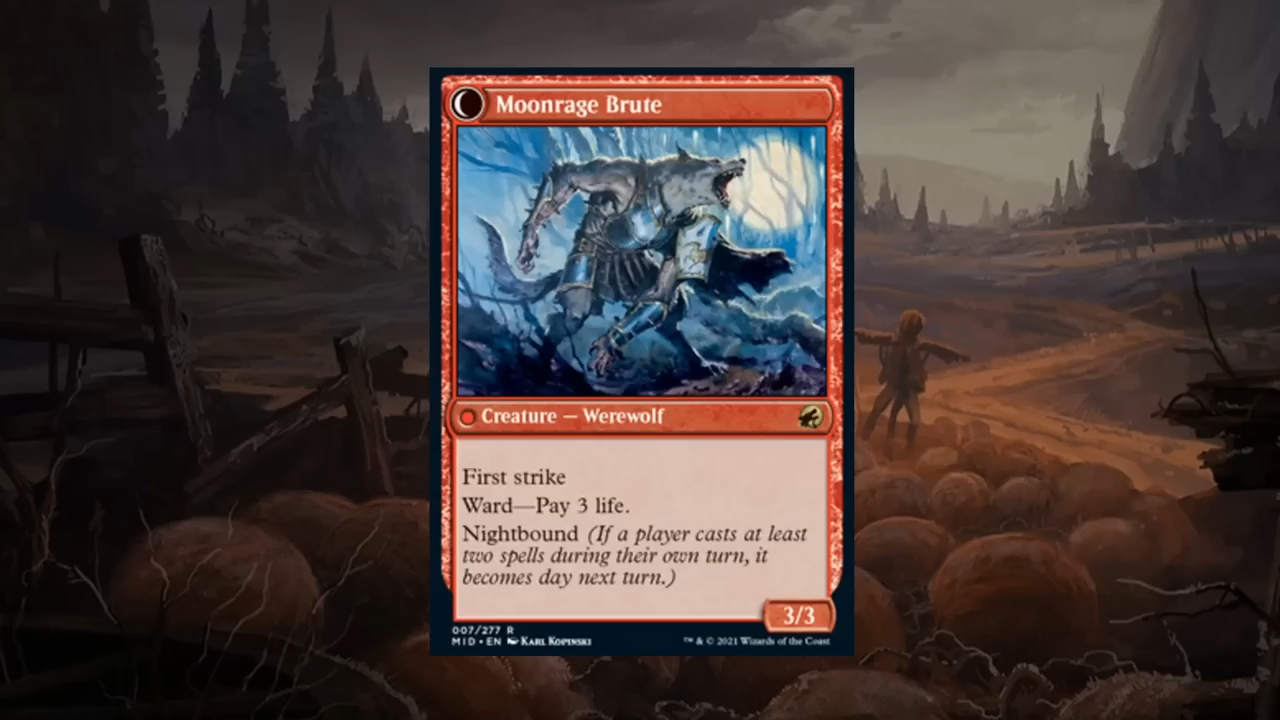 Moonrage Brute
Creature — Werewolf
First strike
Ward—Pay 3 life.
Nightbound (If a player casts at least
two spells during their own turn, it
becomes day next turn.)
3/3
007/277 R
MID • EN Karl Kopinski
™ & © 2021 Wizards of the Coast